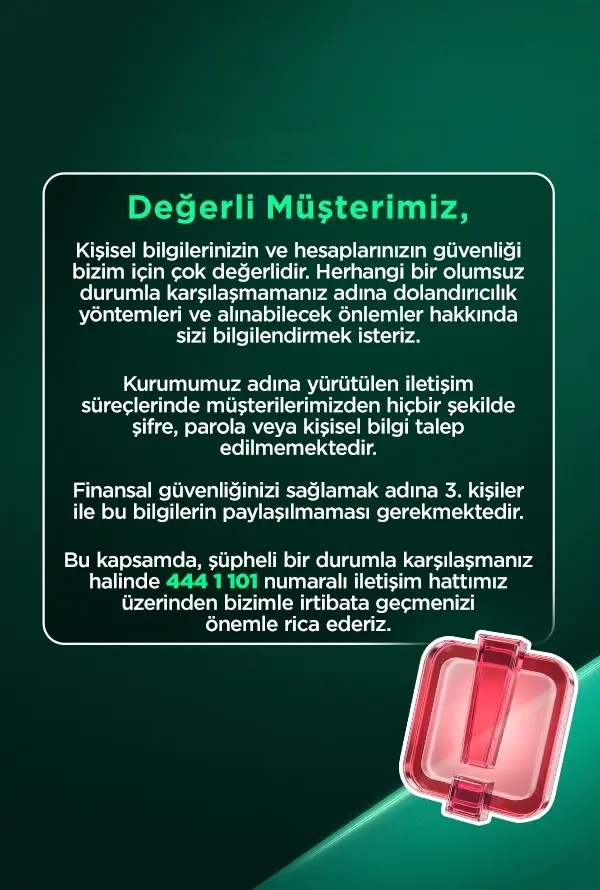 Değerli Müşterimiz,
Kişisel bilgilerinizin ve hesaplarınızın güvenliği
bizim için çok değerlidir. Herhangi bir olumsuz
durumla karşılaşmamanız adına dolandırıcılık
yöntemleri ve alınabilecek önlemler hakkında
sizi bilgilendirmek isteriz.
Kurumumuz adına yürütülen iletişim
süreçlerinde müşterilerimizden hiçbir şekilde
şifre, parola veya kişisel bilgi talep
edilmemektedir.
Finansal güvenliğinizi sağlamak adına 3. kişiler
ile bu bilgilerin paylaşılmaması gerekmektedir.
Bu kapsamda, şüpheli bir durumla karşılaşmanız
halinde 444 1 101 numaralı iletişim hattımız
üzerinden bizimle irtibata geçmenizi
önemle rica ederiz.